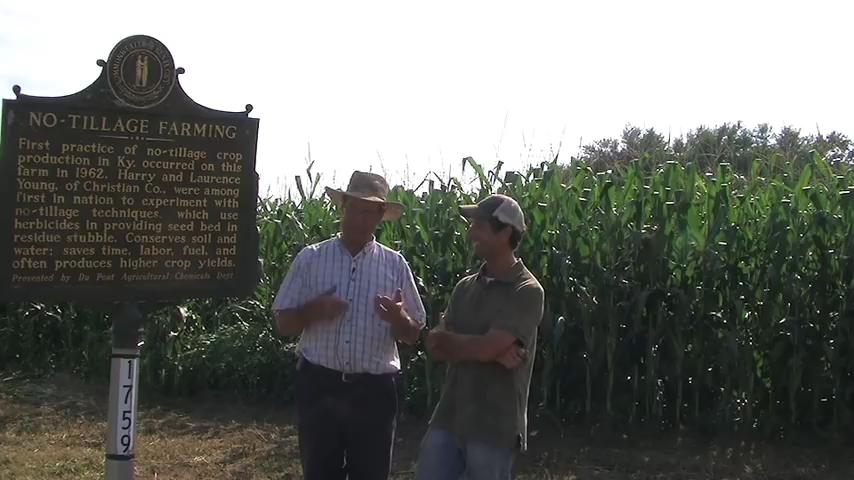 NO-TILLAGE FARMING
First practice of no-tillage crop
production in Ky. occurred on this
farm in 1962. Harry and Laurence
Young, of Christian Co., were among
first in nation to experiment with
no-tillage techniques, which use
herbicides in providing seed bed in
residue stubble. Conserves soil and
water; saves time, labor, fuel, and
often produces higher crop yields.
Presented by Du Pont Agricultural Chemicals Dept.
1759